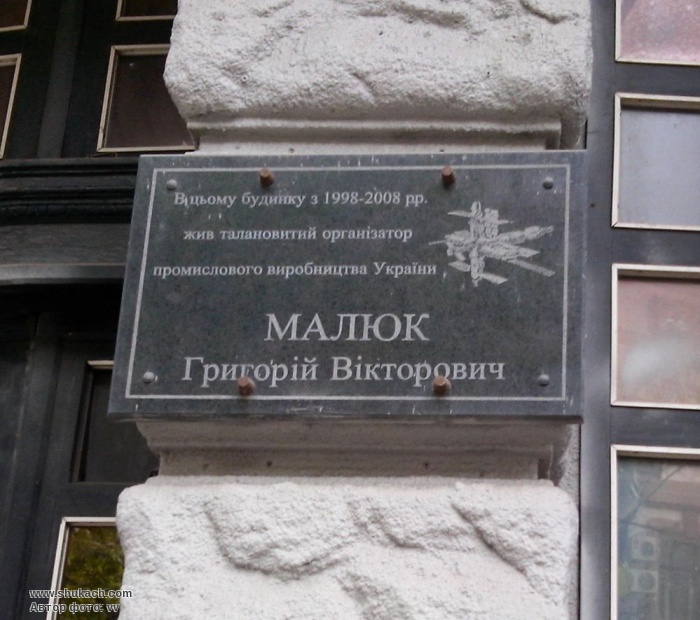 В цьому будинку з 1998-2008 рр.
жив талановитий організатор
промислового виробництва України
МАЛЮК
Григорій Вікторович
www.shukach.com
Автор фото: vv